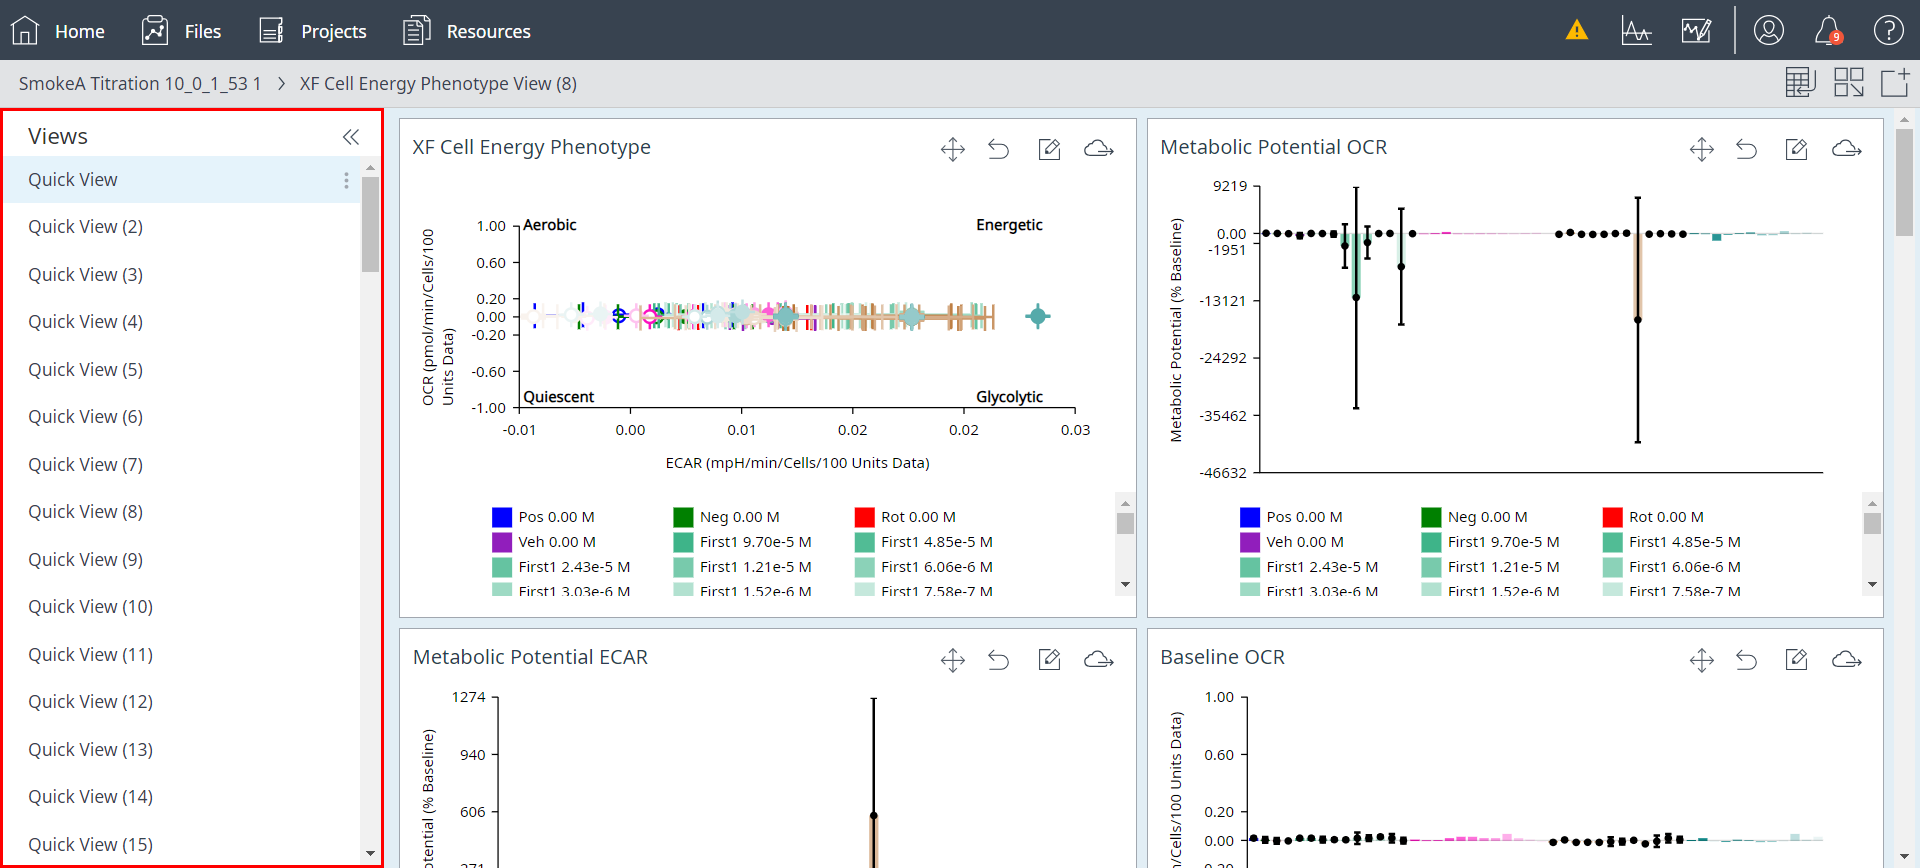 Home
Files
Projects
Resources
9
SmokeA Titration 10_0_1_53 1
XF Cell Energy Phenotype View (8)
Views
Quick View
Quick View (2)
Quick View (3)
Quick View (4)
Quick View (5)
Quick View (6)
Quick View (7)
Quick View (8)
Quick View (9)
Quick View (10)
Quick View (11)
Quick View (12)
Quick View (13)
Quick View (14)
Quick View (15)
XF Cell Energy Phenotype
OCR (pmol/min/Cells/100
Units Data)
1.00
0.60
0.20
0.00
-0.20
-0.60
-1.00
Aerobic
Energetic
Quiescent
Glycolytic
-0.01
0.00
0.01
0.02
0.02
0.03
ECAR (mpH/min/Cells/100 Units Data)
Pos 0.00 M
Neg 0.00 M
Rot 0.00 M
Veh 0.00 M
First1 9.70e-5 M
First1 4.85e-5 M
First1 2.43e-5 M
First1 1.21e-5 M
First1 6.06e-6 M
First1 3.03e-6 M
First1 1.52e-6 M
First1 7.58e-7 M
Metabolic Potential OCR
Metabolic Potential (% Baseline)
9219
0.00
-1951
-13121
-24292
-35462
-46632
Pos 0.00 M
Neg 0.00 M
Rot 0.00 M
Veh 0.00 M
First1 9.70e-5 M
First1 4.85e-5 M
First1 2.43e-5 M
First1 1.21e-5 M
First1 6.06e-6 M
First1 3.03e-6 M
First1 1.52e-6 M
First1 7.58e-7 M
Metabolic Potential ECAR
otential (% Baseline)
1274
940
606
271
Baseline OCR
n/Cells/100 Units Data)
1.00
0.60
0.20
0.00
-0.20